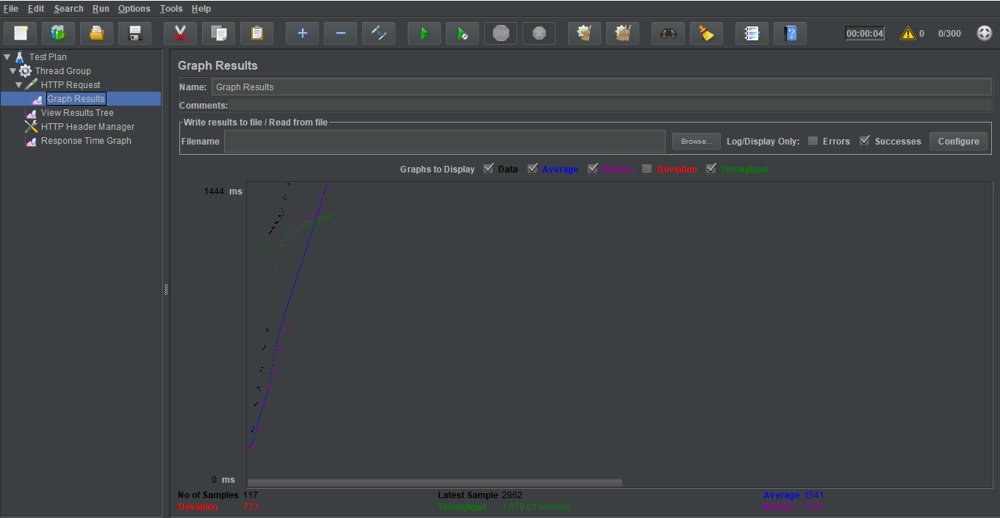 File Edit Search Run Options Tools Help
STOP
00:00:04 0 0/300
Test Plan
Thread Group
HTTP Request
Graph Results
View Results Tree
HTTP Header Manager
Response Time Graph
Graph Results
Name: Graph Results
Comments:
Write results to file / Read from file
Filename Browse... Log/Display Only: Errors Successes Configure
Graphs to Display Data Average Median Deviation Throughput
1444 ms
0 ms
No of Samples 117 Latest Sample 2862 Average 1541
Deviation 773 Throughput 1,879.015/minute Median